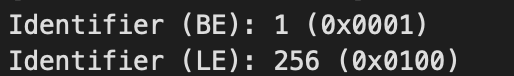 Identifier (BE): 1 (0x0001)
Identifier (LE): 256 (0x0100)